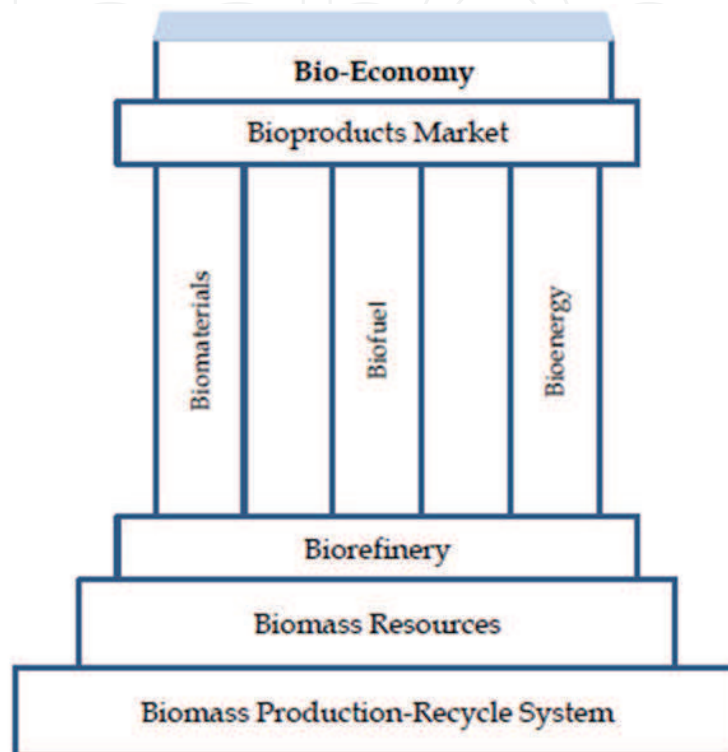 Bio-Economy
Bioproducts Market
Biomaterials
Biofuel
Bioenergy
Biorefinery
Biomass Resources
Biomass Production-Recycle System